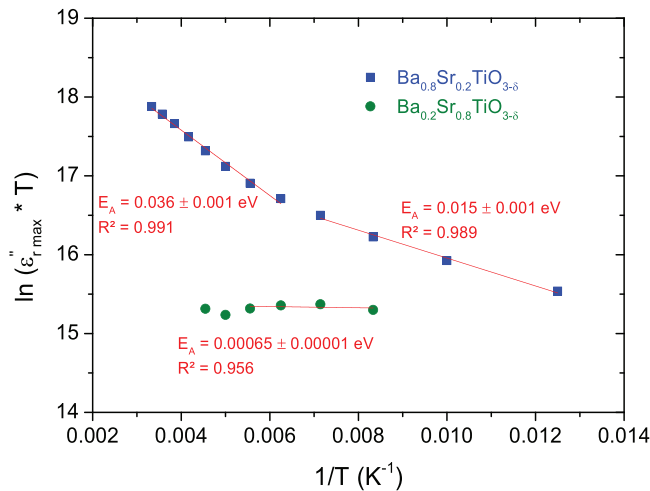 Ba0.8Sr0.2TiO3-δ
Ba0.2Sr0.8TiO3-δ
19
18
17
16
15
14
ln (ε"r max * T)
EA = 0.036 ± 0.001 eV
R² = 0.991
EA = 0.015 ± 0.001 eV
R² = 0.989
EA = 0.00065 ± 0.00001 eV
R² = 0.956
0.002 0.004 0.006 0.008 0.010 0.012 0.014
1/T (K-1)